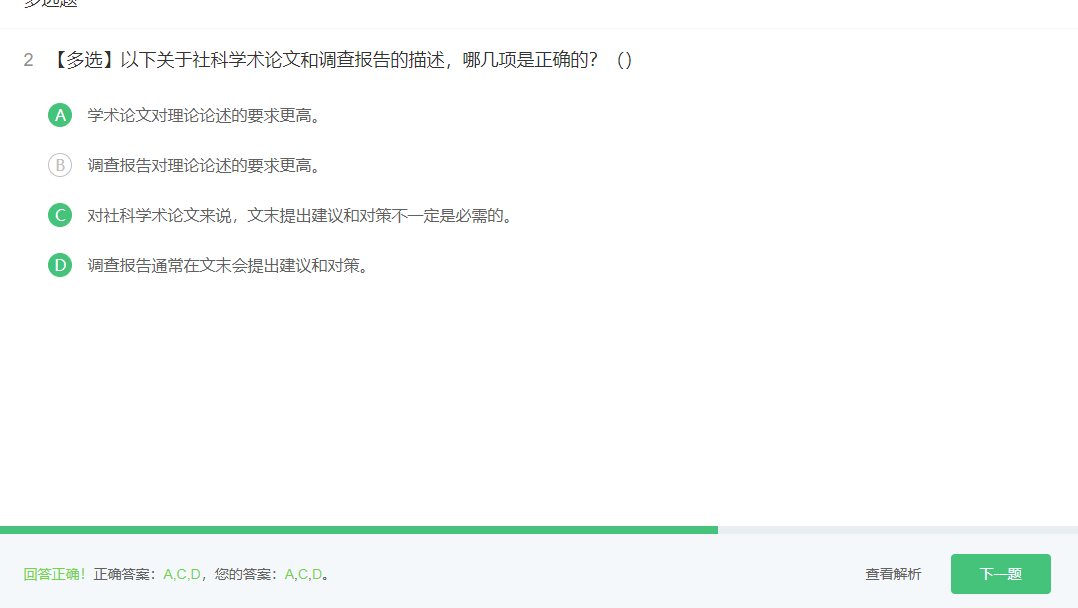 多选题
2 【多选】以下关于社科学术论文和调查报告的描述，哪几项是正确的？（）
A 学术论文对理论论述的要求更高。
B 调查报告对理论论述的要求更高。
C 对社科学术论文来说，文末提出建议和对策不一定是必需的。
D 调查报告通常在文末会提出建议和对策。
回答正确！正确答案：A,C,D，您的答案：A,C,D。 查看解析 下一题